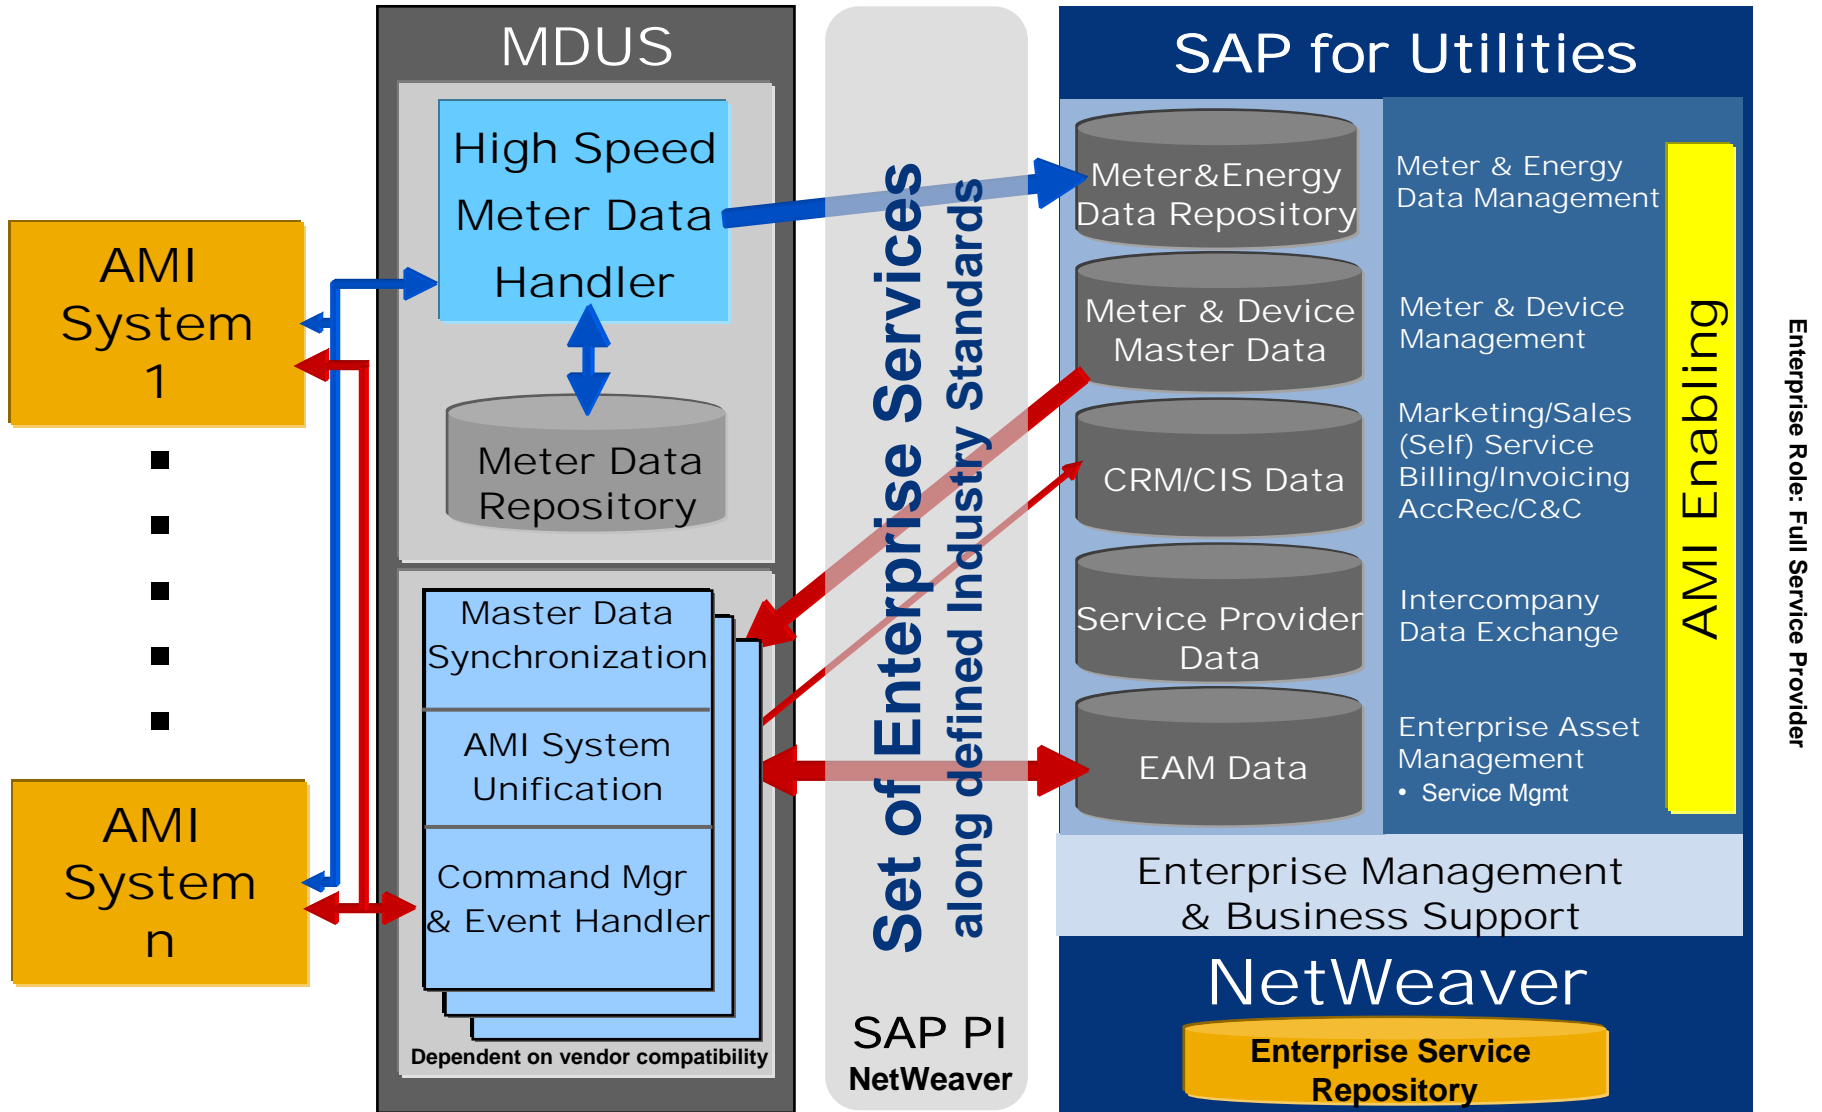 MDUS
High Speed
Meter Data
Handler
Meter Data
Repository
Master Data
Synchronization
AMI System
Unification
Command Mgr
& Event Handler
Dependent on vendor compatibility
AMI
System
1
AMI
System
n
Set of Enterprise Services
along defined Industry Standards
SAP PI
NetWeaver
SAP for Utilities
Meter&Energy
Data Repository
Meter & Energy
Data Management
Meter & Device
Master Data
Meter & Device
Management
CRM/CIS Data
Marketing/Sales
(Self) Service
Billing/Invoicing
AccRec/C&C
Service Provider
Data
Intercompany
Data Exchange
EAM Data
Enterprise Asset
Management
• Service Mgmt
AMI Enabling
Enterprise Management
& Business Support
NetWeaver
Enterprise Service
Repository
Enterprise Role: Full Service Provider